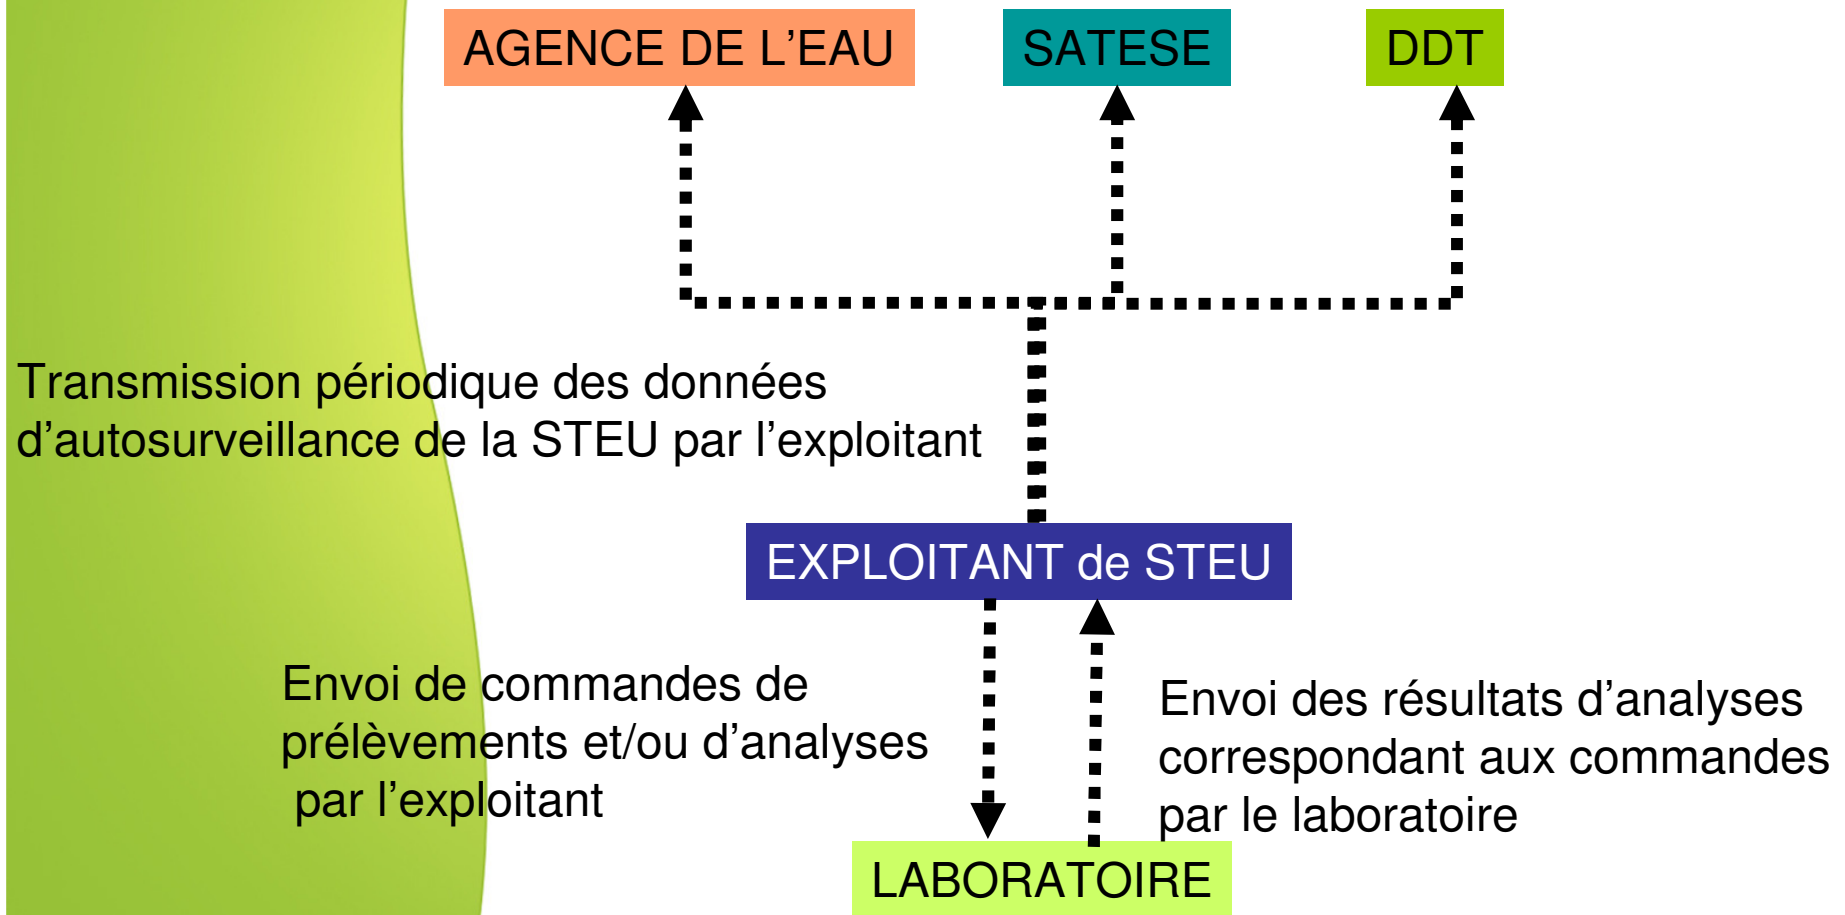 AGENCE DE L’EAU
SATESE
DDT
Transmission périodique des données
d’autosurveillance de la STEU par l’exploitant
EXPLOITANT de STEU
Envoi de commandes de
prélèvements et/ou d’analyses
par l’exploitant
Envoi des résultats d’analyses
correspondant aux commandes
par le laboratoire
LABORATOIRE